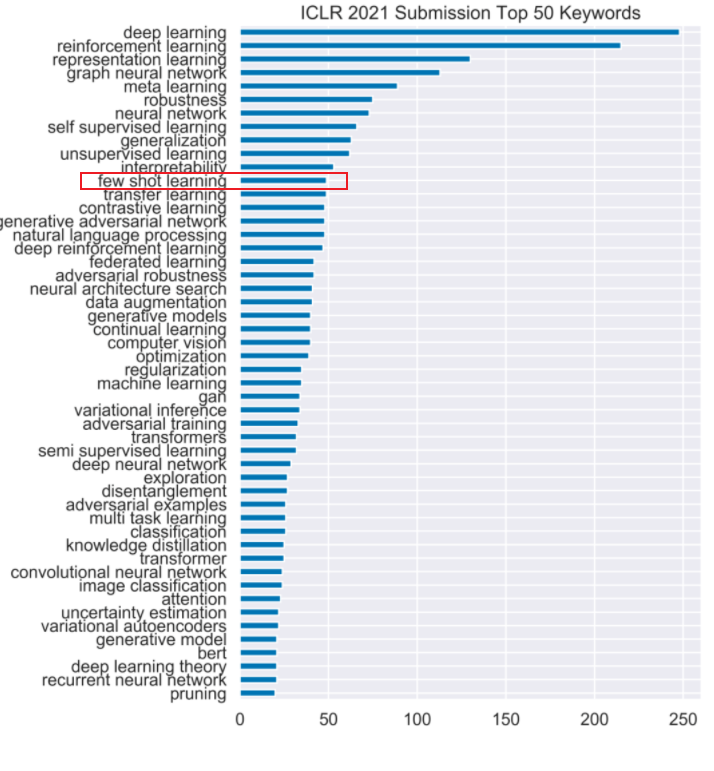 ICLR 2021 Submission Top 50 Keywords
deep learning
reinforcement learning
representation learning
graph neural network
meta learning
robustness
neural network
self supervised learning
generalization
unsupervised learning
interpretability
few shot learning
transfer learning
contrastive learning
generative adversarial network
natural language processing
deep reinforcement learning
federated learning
adversarial robustness
neural architecture search
data augmentation
generative models
continual learning
computer vision
optimization
regularization
machine learning
gan
variational inference
adversarial training
transformers
semi supervised learning
deep neural network
exploration
disentanglement
adversarial examples
multi task learning
classification
knowledge distillation
transformer
convolutional neural network
image classification
attention
uncertainty estimation
variational autoencoders
generative model
bert
deep learning theory
recurrent neural network
pruning
0 50 100 150 200 250